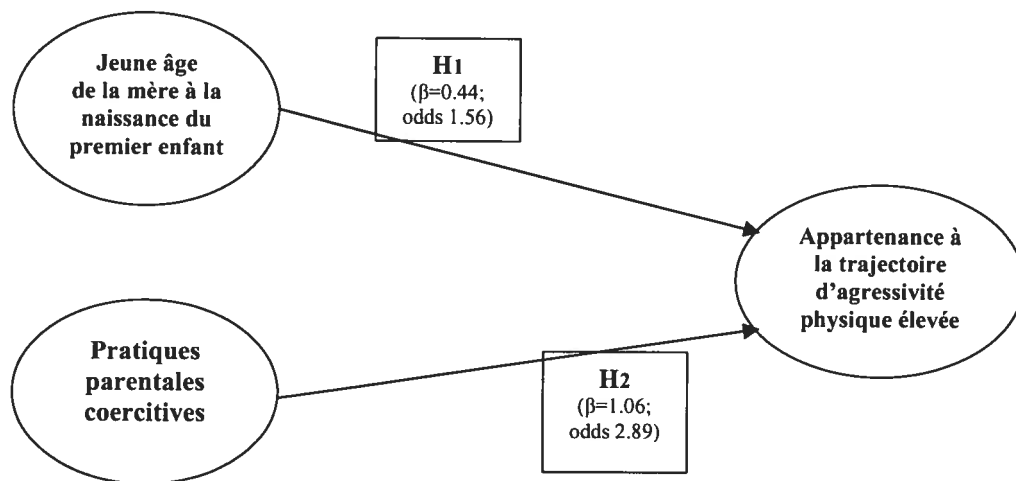 Jeune âge
de la mère à la
naissance du
premier enfant
H1
(β=0.44;
odds 1.56)
Appartenance à
la trajectoire
d'agressivité
physique élevée
Pratiques
parentales
coercitives
H2
(β=1.06;
odds 2.89)